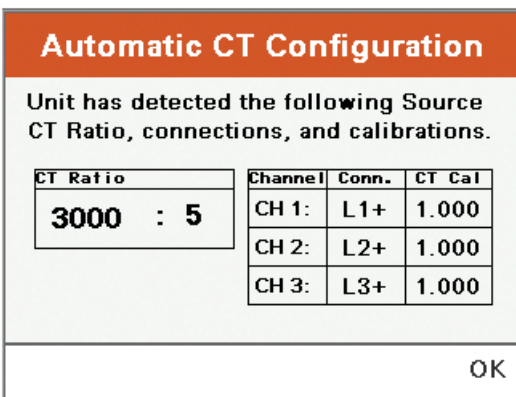 Automatic CT Configuration
Unit has detected the following Source
CT Ratio, connections, and calibrations.
CT Ratio
3000 : 5
Channel Conn. CT Cal
CH 1: L1+ 1.000
CH 2: L2+ 1.000
CH 3: L3+ 1.000
OK